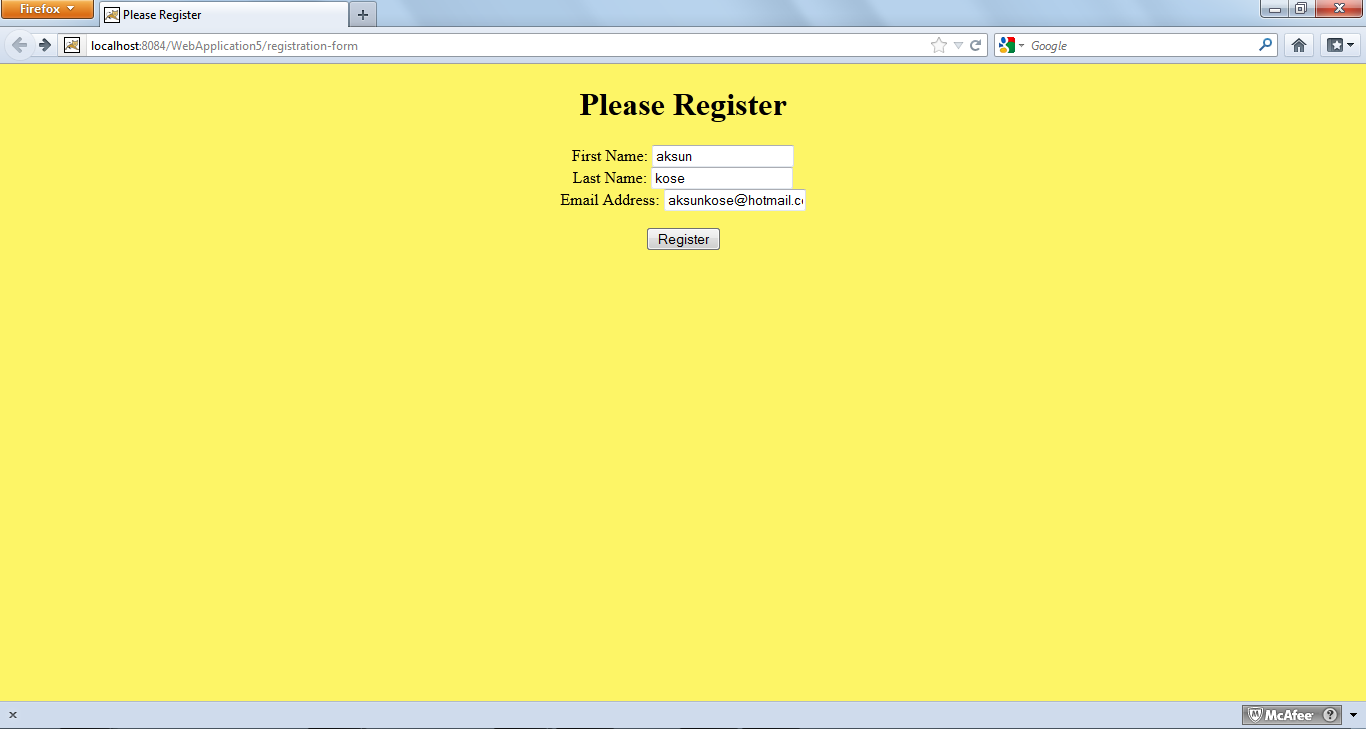 Firefox
Please Register
localhost:8084/WebApplication5/registration-form
Google
Please Register
First Name: aksun
Last Name: kose
Email Address: aksunkose@hotmail.c
Register
McAfee